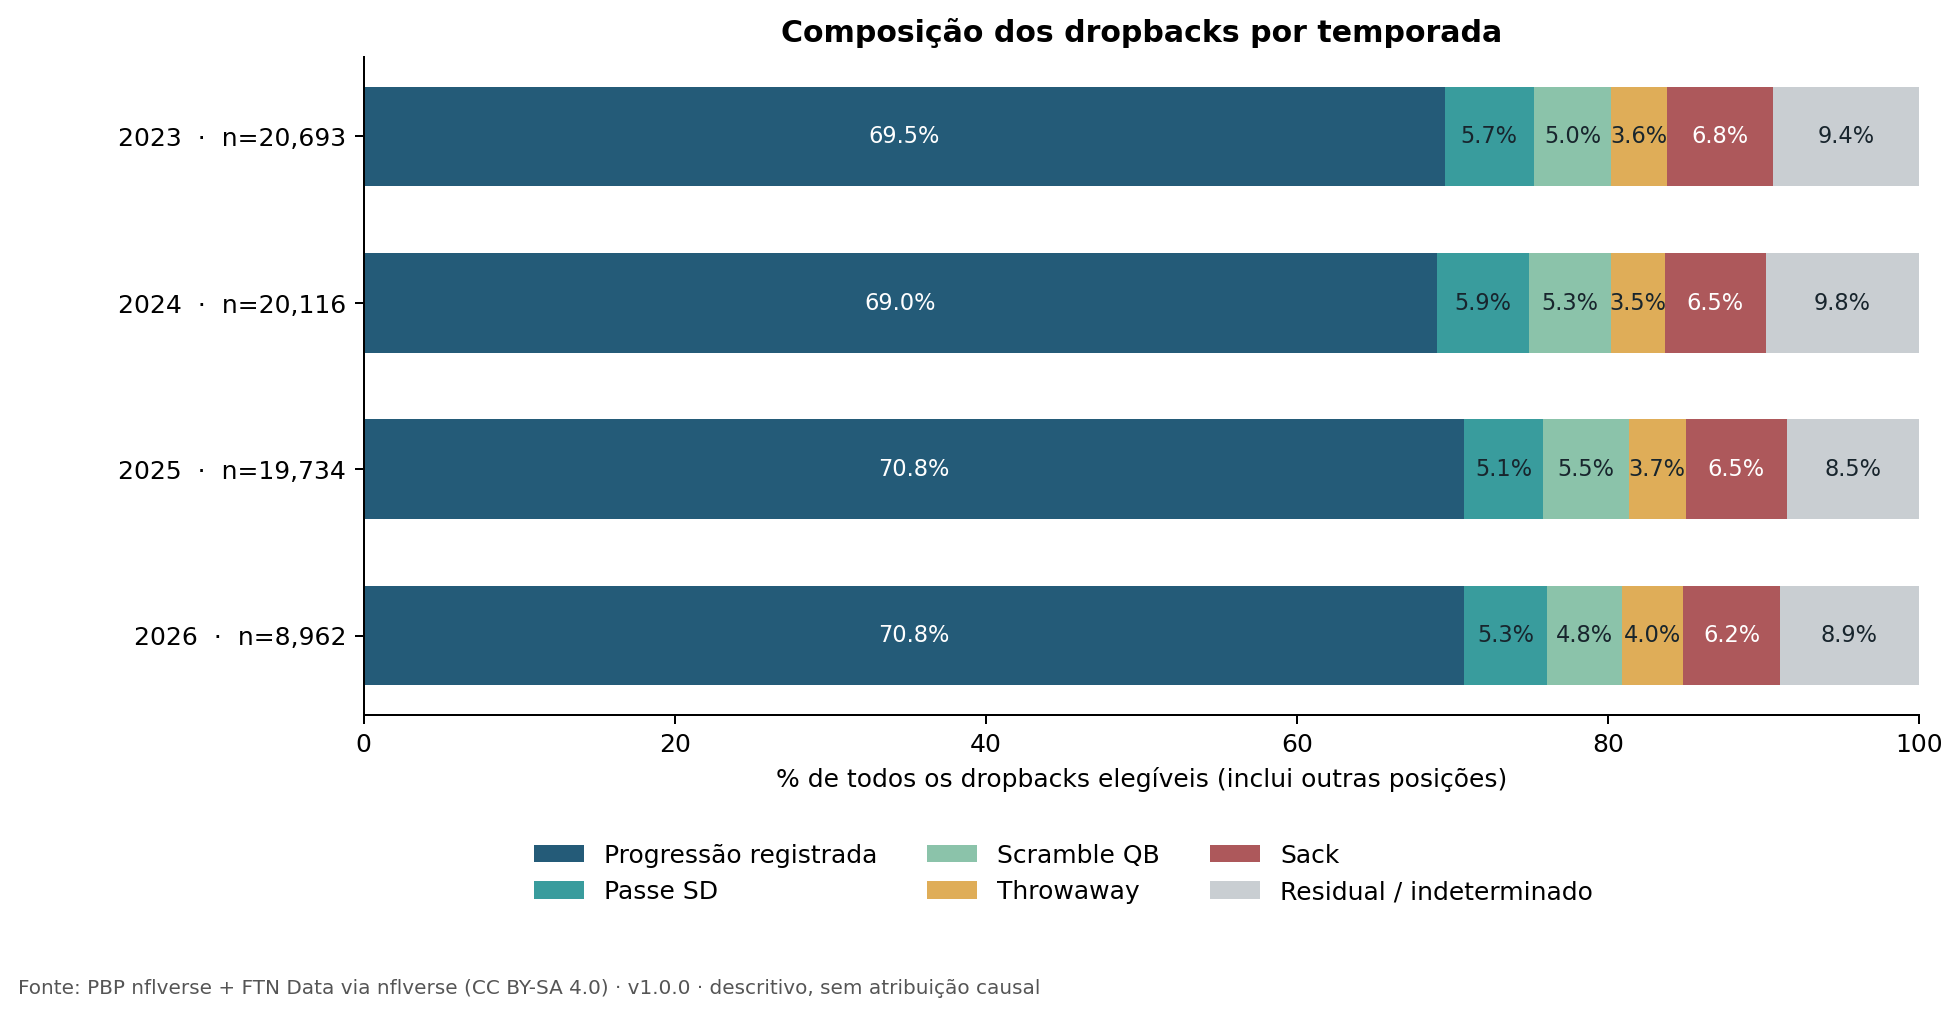 Composição dos dropbacks por temporada
2023 · n=20,693
69.5% 5.7% 5.0% 3.6% 6.8% 9.4%
2024 · n=20,116
69.0% 5.9% 5.3% 3.5% 6.5% 9.8%
2025 · n=19,734
70.8% 5.1% 5.5% 3.7% 6.5% 8.5%
2026 · n=8,962
70.8% 5.3% 4.8% 4.0% 6.2% 8.9%
0 20 40 60 80 100
% de todos os dropbacks elegíveis (inclui outras posições)
Progressão registrada
Passe SD
Scramble QB
Throwaway
Sack
Residual / indeterminado
Fonte: PBP nflverse + FTN Data via nflverse (CC BY-SA 4.0) · v1.0.0 · descritivo, sem atribuição causal